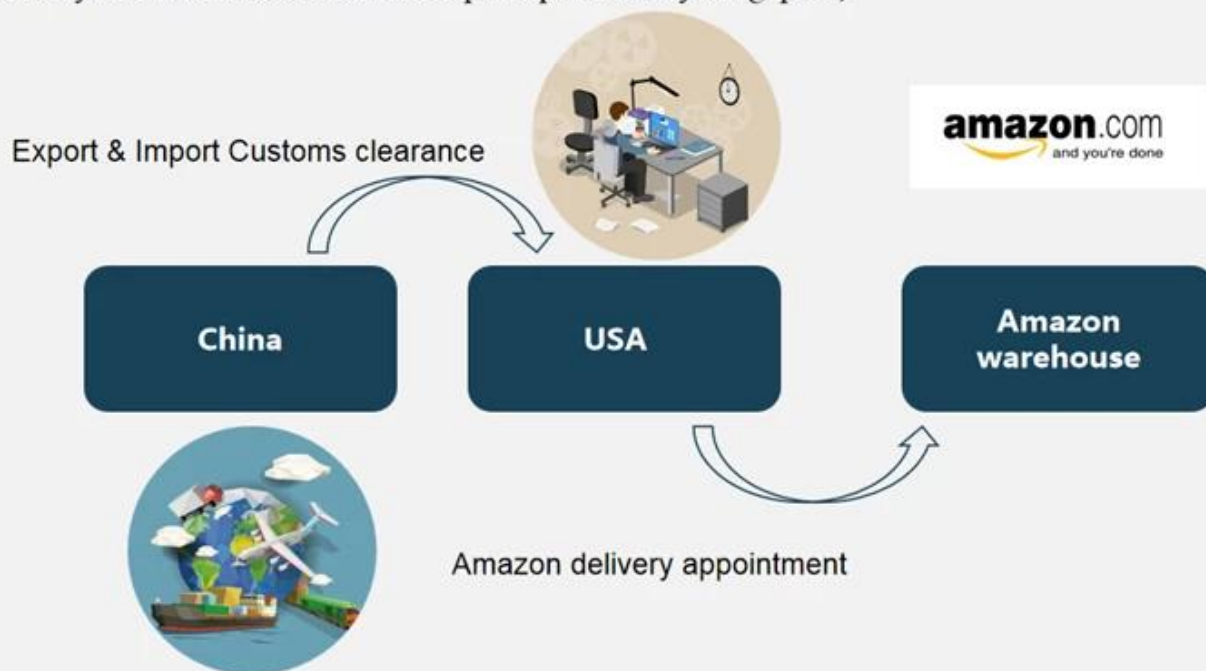 amazon.com
and you're done
Export & Import Customs clearance
China
USA
Amazon
warehouse
Amazon delivery appointment